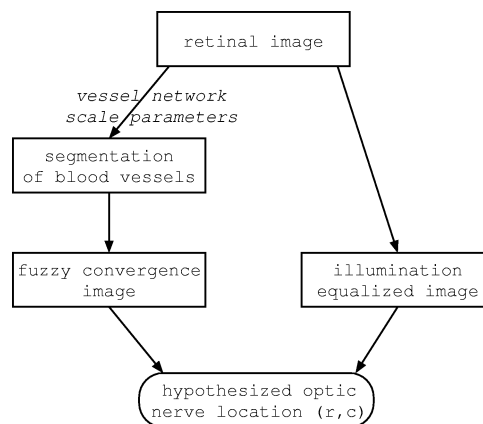 retinal image
vessel network
scale parameters
segmentation
of blood vessels
fuzzy convergence
image
illumination
equalized image
hypothesized optic
nerve location (r,c)